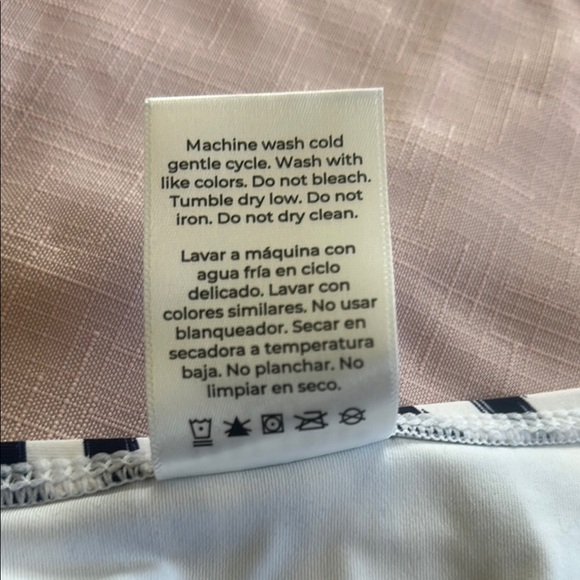 Machine wash cold
gentle cycle. Wash with
like colors. Do not bleach.
Tumble dry low. Do not
iron. Do not dry clean.
Lavar a máquina con
agua fría en ciclo
delicado. Lavar con
colores similares. No usar
blanqueador. Secar en
secadora a temperatura
baja. No planchar. No
limpiar en seco.